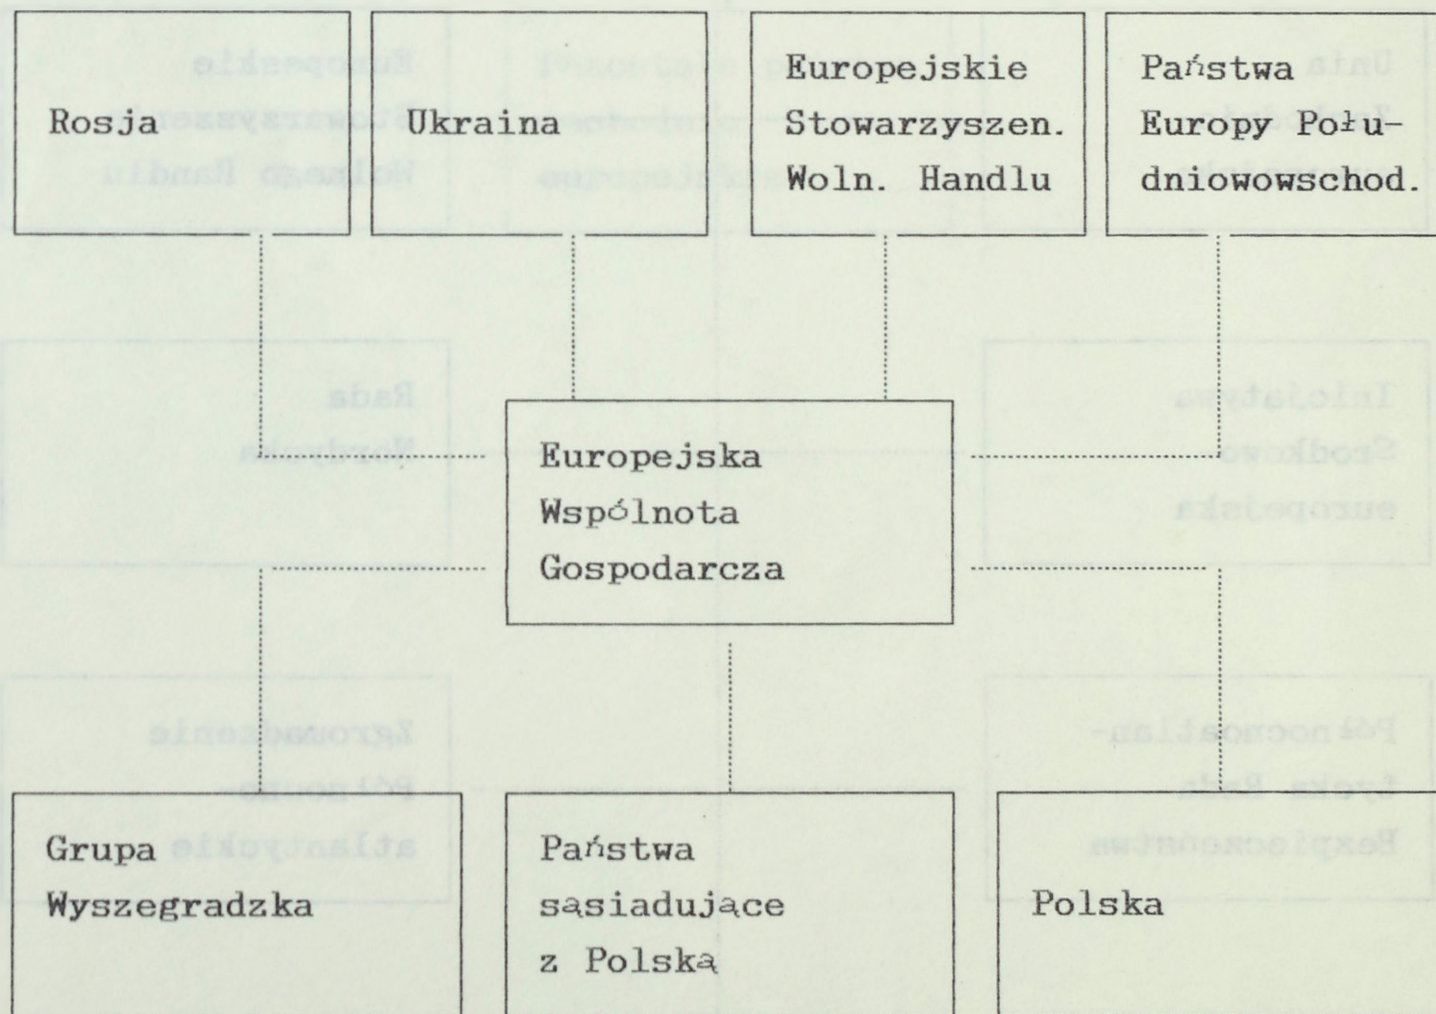 Rosja
Ukraina
Europejskie
Stowarzyszen.
Woln. Handlu
Państwa
Europy Połu-
dniowowschod.
Europejska
Wspólnota
Gospodarcza
Grupa
Wyszegradzka
Państwa
sąsiadujące
z Polską
Polska